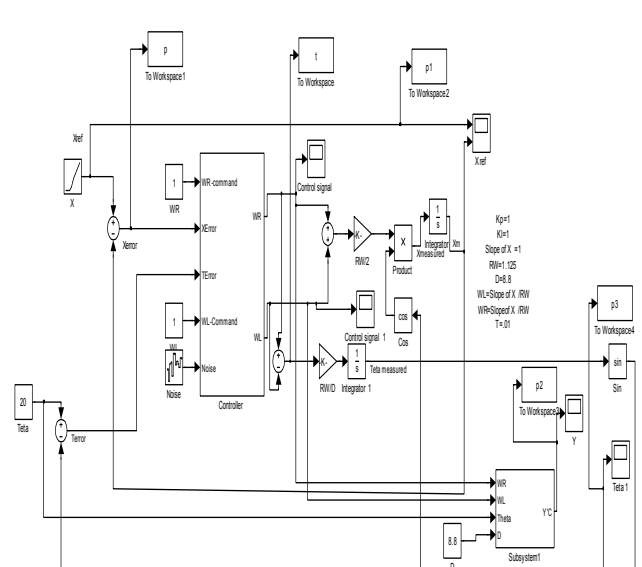 p
To Workspace1
t
To Workspace
p1
To Workspace2
Xref
X
1
WR
WR-command
WR
XError
TError
1
WL-Command
WL
Noise
Noise
Controller
Xerror
Control signal
-K-
RW/2
X
Product
1
s
Integrator
Xmeasured
Xm
Xref
Kp=1
KI=1
Slope of X =1
RW=1.125
D=8.8
WL=Slope of X /RW
WR=Slopeof X /RW
T=.01
cos
Cos
Control signal 1
-K-
RW/D
1
s
Integrator 1
Teta measured
p3
To Workspace4
sin
Sin
p2
Y
20
Teta
Terror
WR
WL
Theta
D
Y'C
Subsystem1
Teta 1
8.8